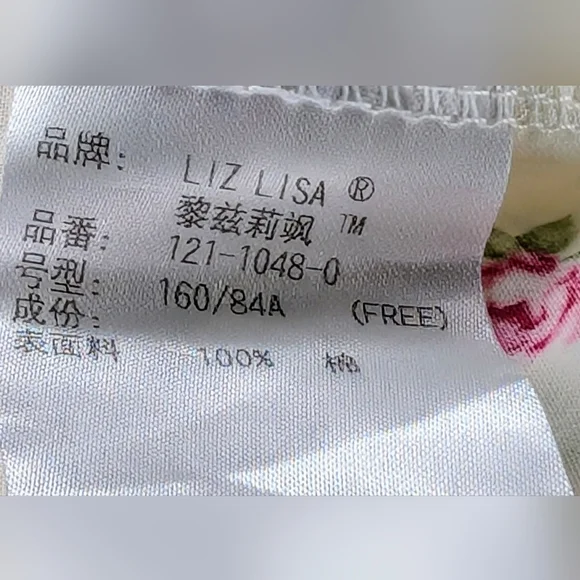 品牌: LIZ LISA ®
黎兹莉飒 ™
品番: 121-1048-0
号型: 160/84A (FREE)
成份:
表面料 100% 棉